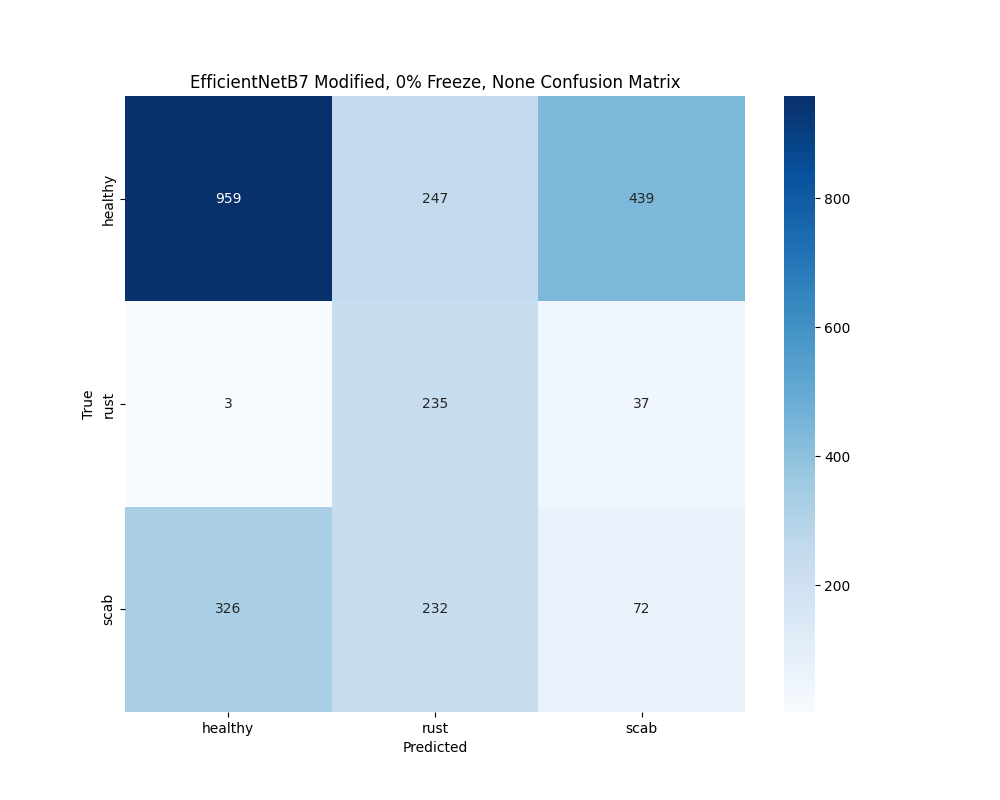 EfficientNetB7 Modified, 0% Freeze, None Confusion Matrix
healthy
959
247
439
True
rust
3
235
37
scab
326
232
72
healthy
rust
scab
Predicted
800
600
400
200